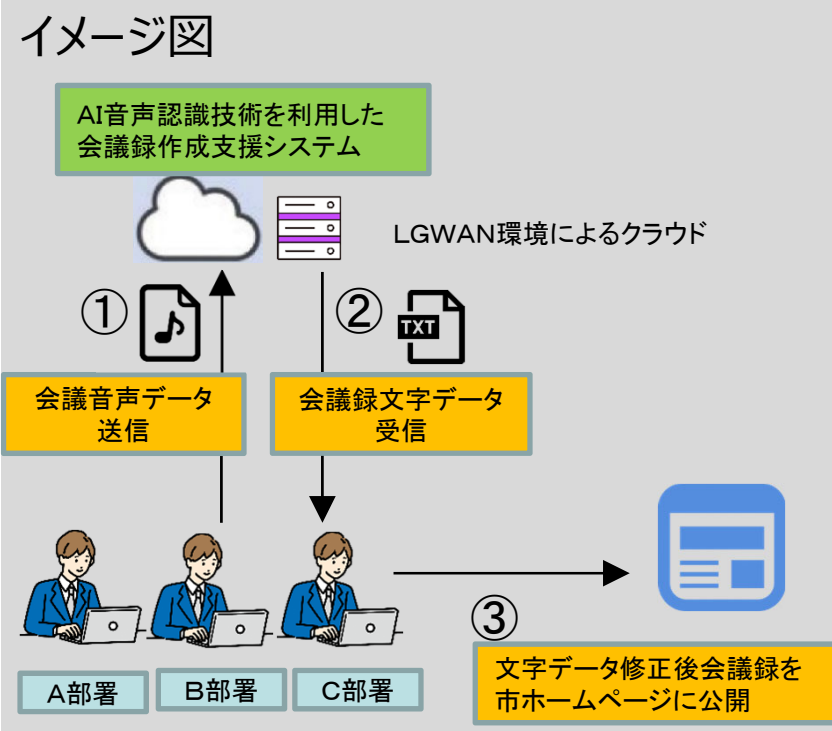 イメージ図
AI音声認識技術を利用した
会議録作成支援システム
LGWAN環境によるクラウド
①
②
TXT
会議音声データ
送信
会議録文字データ
受信
③
文字データ修正後会議録を
市ホームページに公開
A部署
B部署
C部署